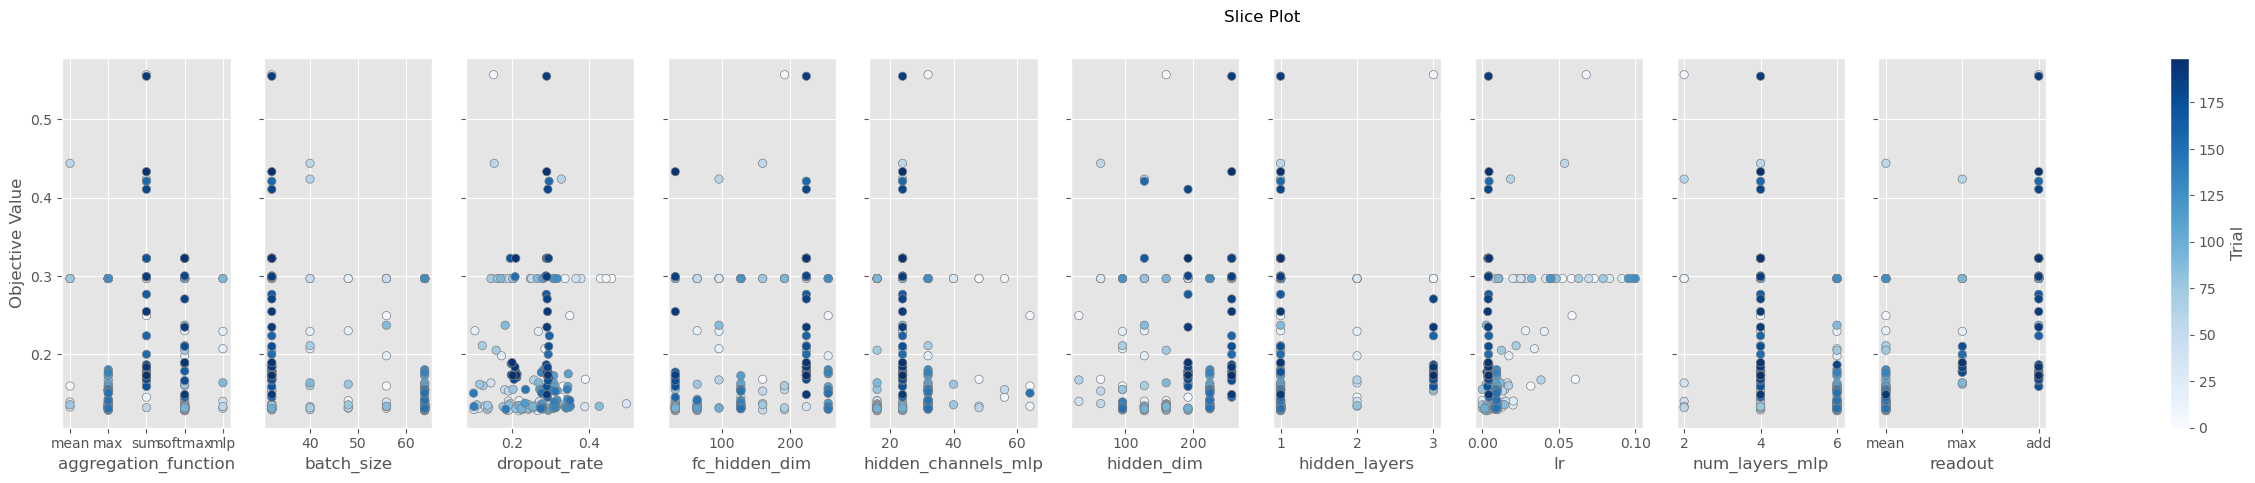 Slice Plot
Objective Value
0.5
0.4
0.3
0.2
mean max sum softmax mlp
aggregation_function
40 60
batch_size
0.2 0.4
dropout_rate
100 200
fc_hidden_dim
20 40 60
hidden_channels_mlp
100 200
hidden_dim
1 2 3
hidden_layers
0.00 0.05 0.10
lr
2 4 6
num_layers_mlp
mean max add
readout
175
150
125
100
75
50
25
0
Trial